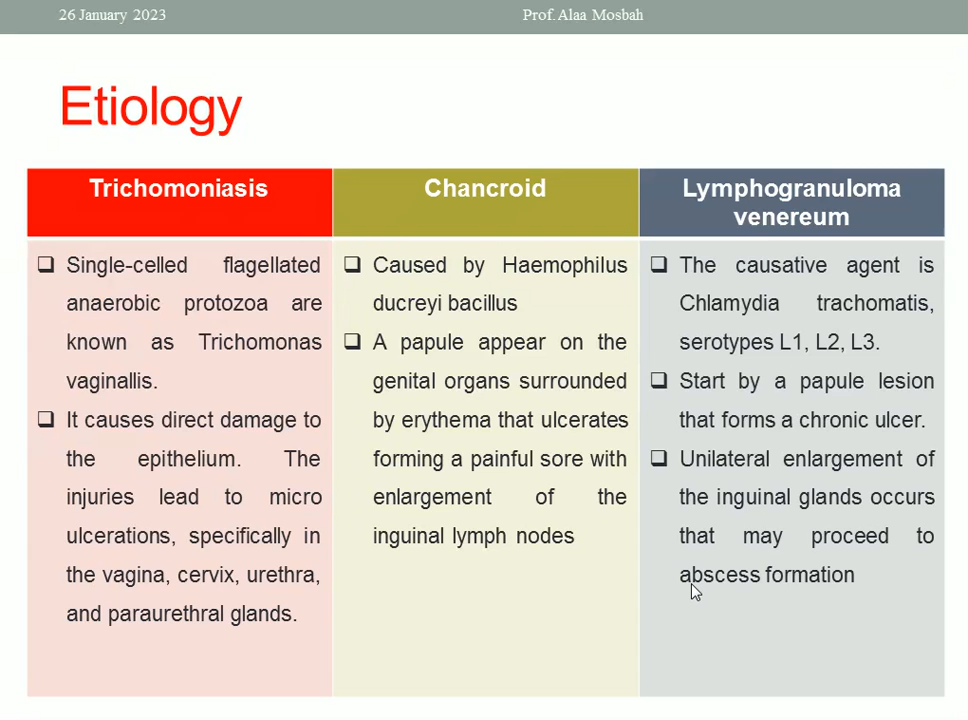 26 January 2023
Prof. Alaa Mosbah
Etiology
Trichomoniasis
❑ Single-celled flagellated
anaerobic protozoa are
known as Trichomonas
vaginallis.
❑ It causes direct damage to
the epithelium. The
injuries lead to micro
ulcerations, specifically in
the vagina, cervix, urethra,
and paraurethral glands.
Chancroid
❑ Caused by Haemophilus
ducreyi bacillus
❑ A papule appear on the
genital organs surrounded
by erythema that ulcerates
forming a painful sore with
enlargement of the
inguinal lymph nodes
Lymphogranuloma
venereum
❑ The causative agent is
Chlamydia trachomatis,
serotypes L1, L2, L3.
❑ Start by a papule lesion
that forms a chronic ulcer.
❑ Unilateral enlargement of
the inguinal glands occurs
that may proceed to
abscess formation